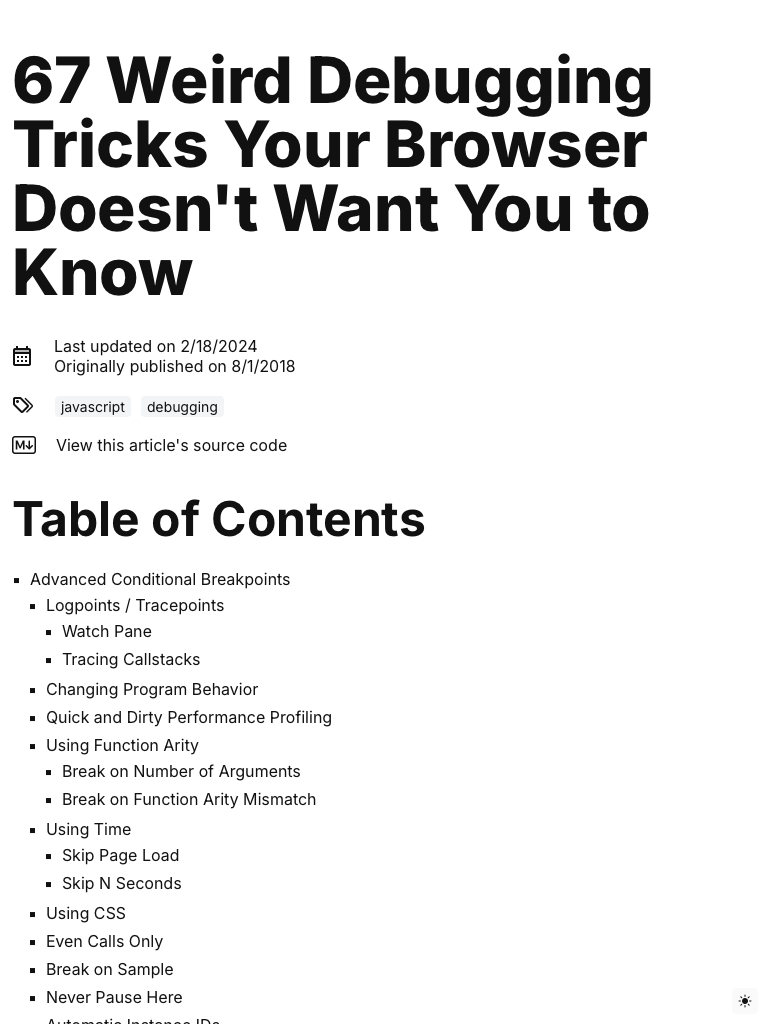 67 Weird Debugging
Tricks Your Browser
Doesn't Want You to
Know
Last updated on 2/18/2024
Originally published on 8/1/2018
javascript debugging
View this article's source code
Table of Contents
Advanced Conditional Breakpoints
Logpoints / Tracepoints
Watch Pane
Tracing Callstacks
Changing Program Behavior
Quick and Dirty Performance Profiling
Using Function Arity
Break on Number of Arguments
Break on Function Arity Mismatch
Using Time
Skip Page Load
Skip N Seconds
Using CSS
Even Calls Only
Break on Sample
Never Pause Here
Automatic Instance IDs